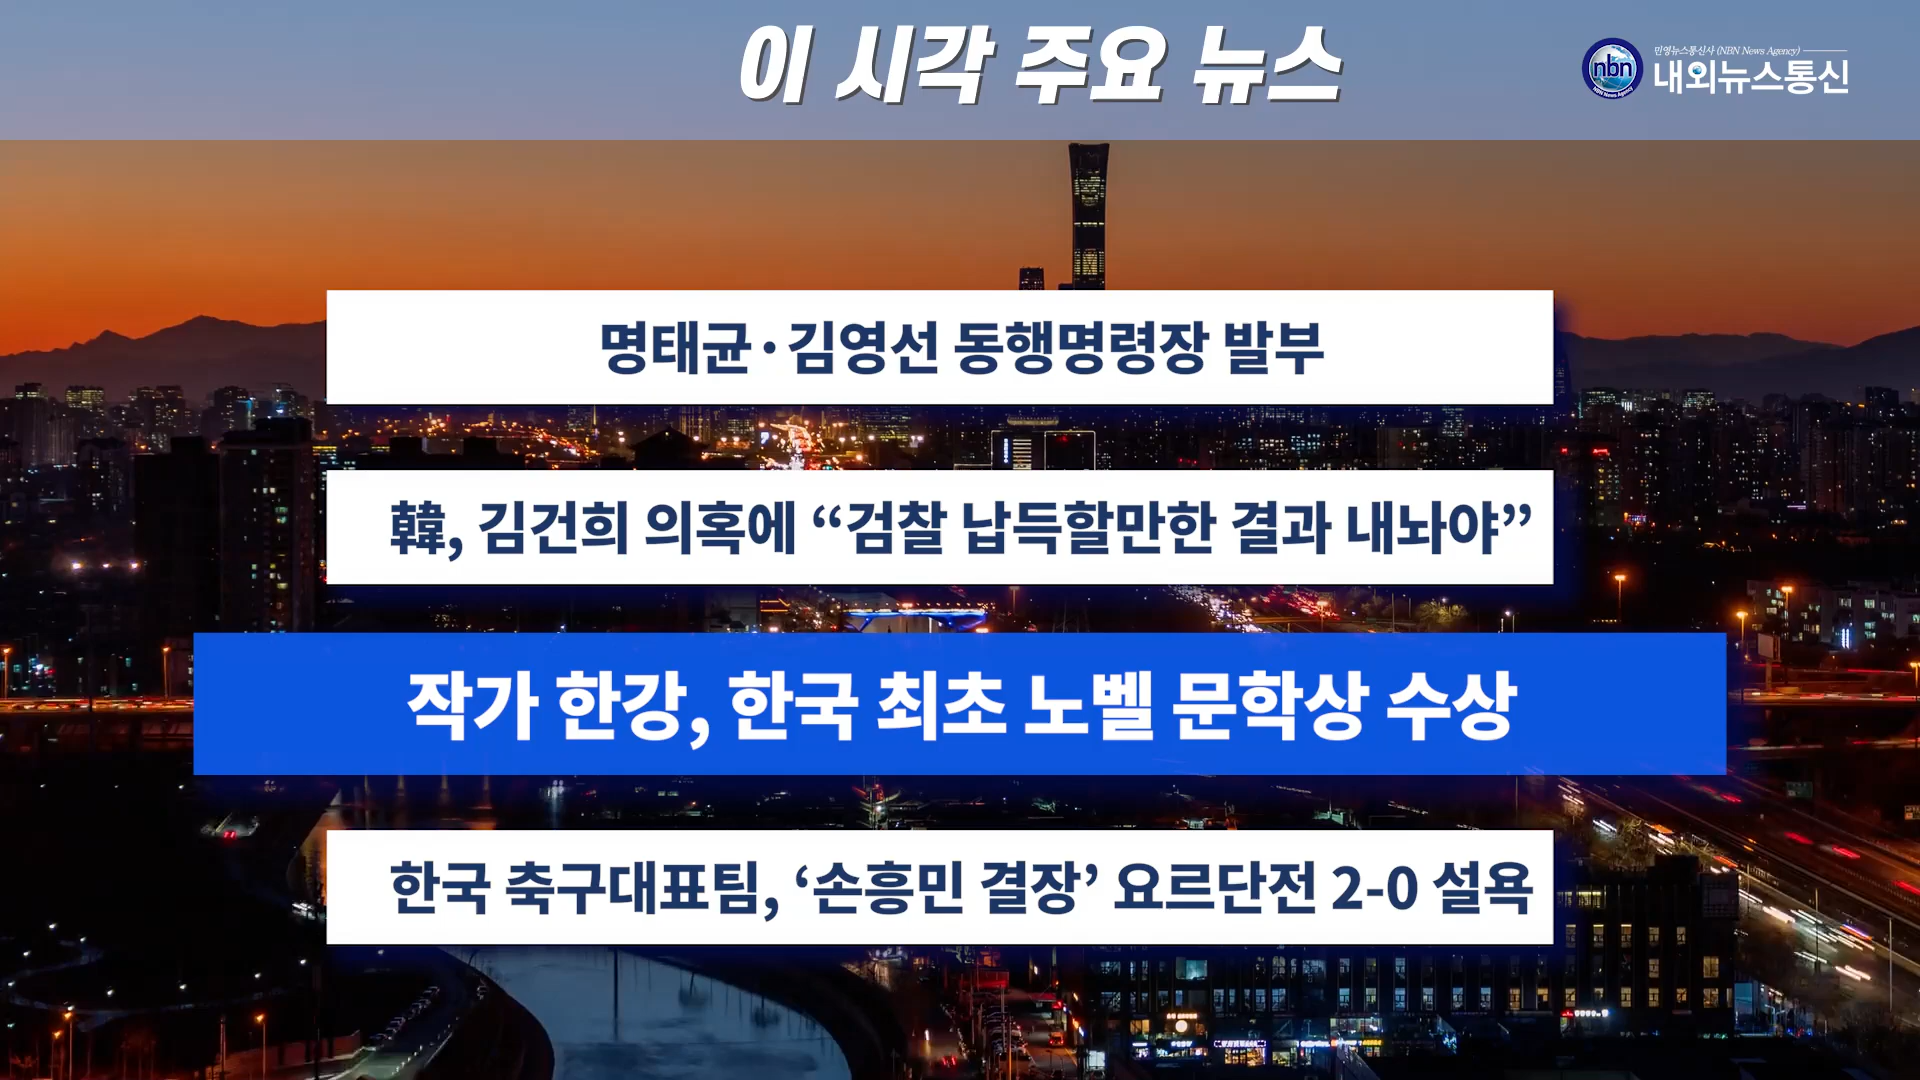 이 시각 주요 뉴스
민영뉴스통신사 (NBN News Agency)
nbn
NBN News Agency
내외뉴스통신
명태균·김영선 동행명령장 발부
韓, 김건희 의혹에 “검찰 납득할만한 결과 내놔야”
작가 한강, 한국 최초 노벨 문학상 수상
한국 축구대표팀, ‘손흥민 결장’ 요르단전 2-0 설욕